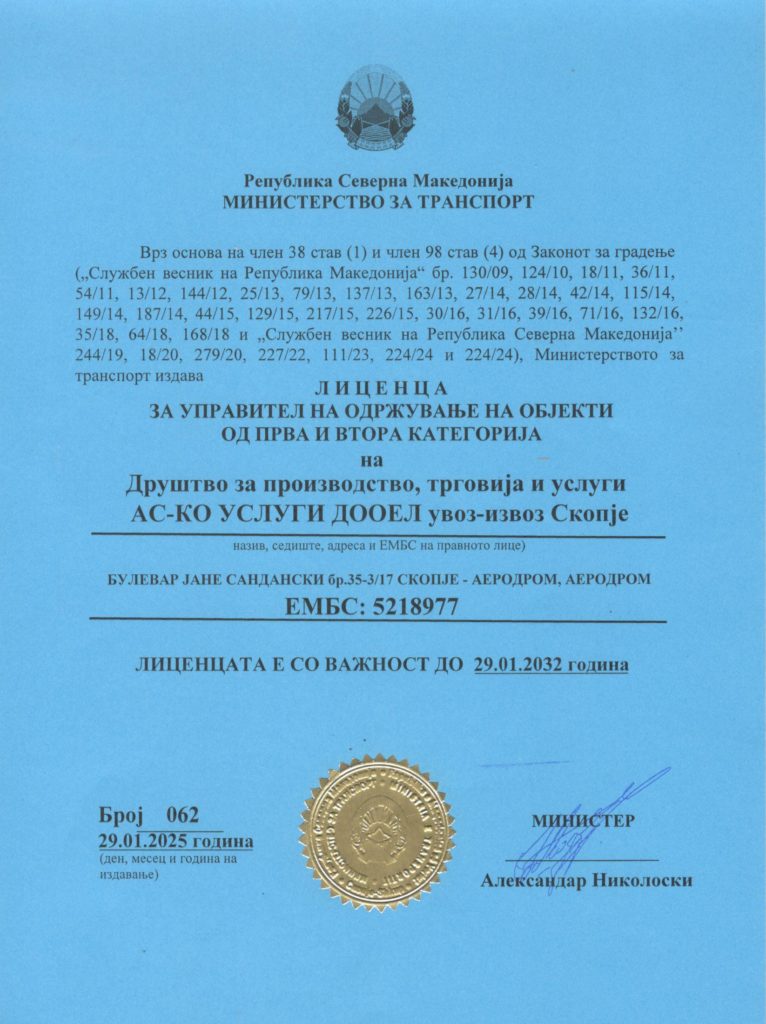 Република Северна Македонија
МИНИСТЕРСТВО ЗА ТРАНСПОРТ
Врз основа на член 38 став (1) и член 98 став (4) од Законот за градење
(„Службен весник на Република Македонија“ бр. 130/09, 124/10, 18/11, 36/11,
54/11, 13/12, 144/12, 25/13, 79/13, 137/13, 163/13, 27/14, 28/14, 42/14, 115/14,
149/14, 187/14, 44/15, 129/15, 217/15, 226/15, 30/16, 31/16, 39/16, 71/16, 132/16,
35/18, 64/18, 168/18 и „Службен весник на Република Северна Македонија’’
244/19, 18/20, 279/20, 227/22, 111/23, 224/24 и 224/24), Министерството за
транспорт издава
Л И Ц Е Н Ц А
ЗА УПРАВИТЕЛ НА ОДРЖУВАЊЕ НА ОБЈЕКТИ
ОД ПРВА И ВТОРА КАТЕГОРИЈА
на
Друштво за производство, трговија и услуги
АС-КО УСЛУГИ ДООЕЛ увоз-извоз Скопје
назив, седиште, адреса и ЕМБС на правното лице)
БУЛЕВАР ЈАНЕ САНДАНСКИ бр.35-3/17 СКОПЈЕ - АЕРОДРОМ, АЕРОДРОМ
ЕМБС: 5218977
ЛИЦЕНЦАТА Е СО ВАЖНОСТ ДО 29.01.2032 година
Број 062
29.01.2025 година
(ден, месец и година на
издавање)
МИНИСТЕР
Александар Николоски